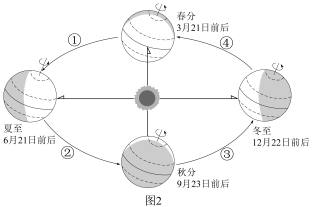 春分
3月21日前后
①
④
夏至
6月21日前后
冬至
12月22日前后
②
③
秋分
9月23日前后
图2